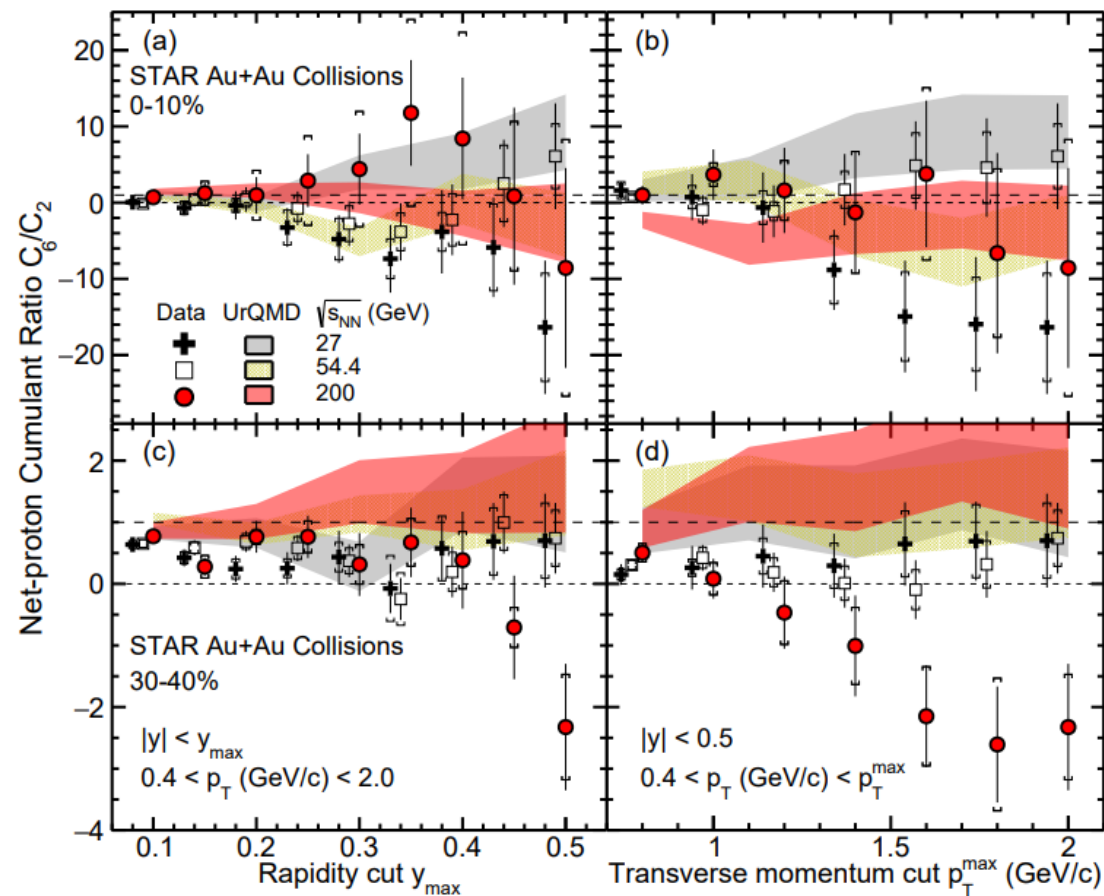 Net-proton Cumulant Ratio C₆/C₂
(a)
STAR Au+Au Collisions
0-10%
20
10
0
−10
−20
Data UrQMD √s_NN (GeV)
27
54.4
200
(b)
(c)
2
1
0
−1
−2
−4
STAR Au+Au Collisions
30-40%
|y| < y_max
0.4 < p_T (GeV/c) < 2.0
(d)
|y| < 0.5
0.4 < p_T (GeV/c) < p_T^max
0.1 0.2 0.3 0.4 0.5
1 1.5 2
Rapidity cut y_max
Transverse momentum cut p_T^max (GeV/c)